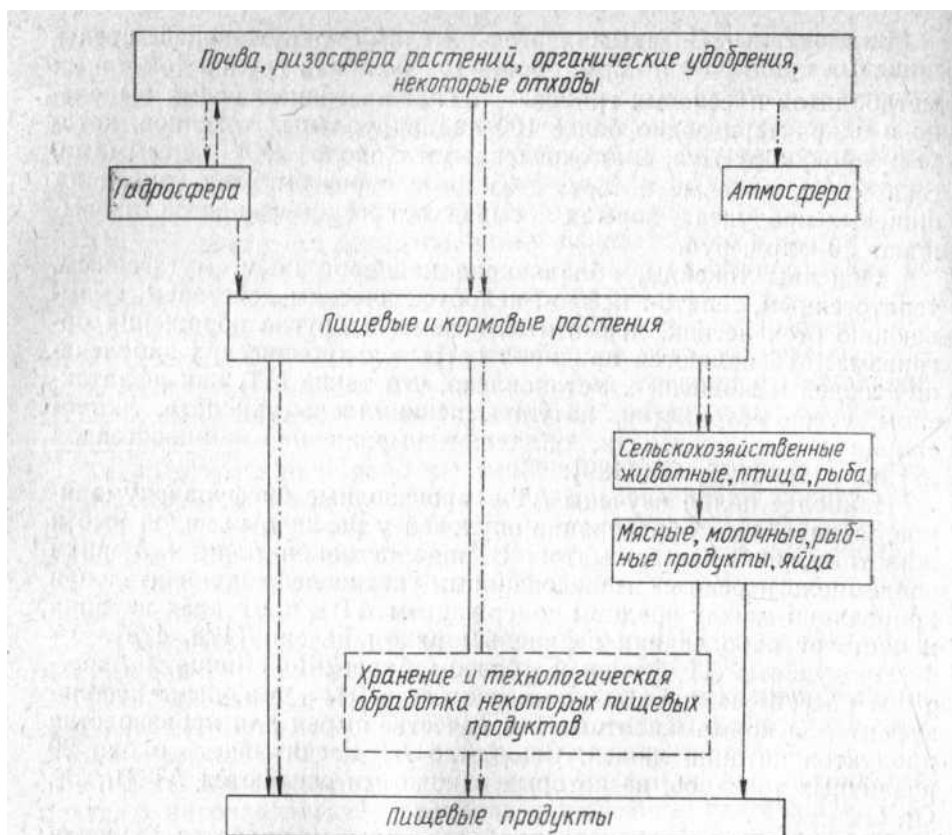 Почва, ризосфера растений, органические удобрения,
некоторые отходы
Гидросфера
Атмосфера
Пищевые и кормовые растения
Сельскохозяйственные
животные, птица, рыба
Мясные, молочные, рыб-
ные продукты, яйца
Хранение и технологическая
обработка некоторых пищевых
продуктов
Пищевые продукты